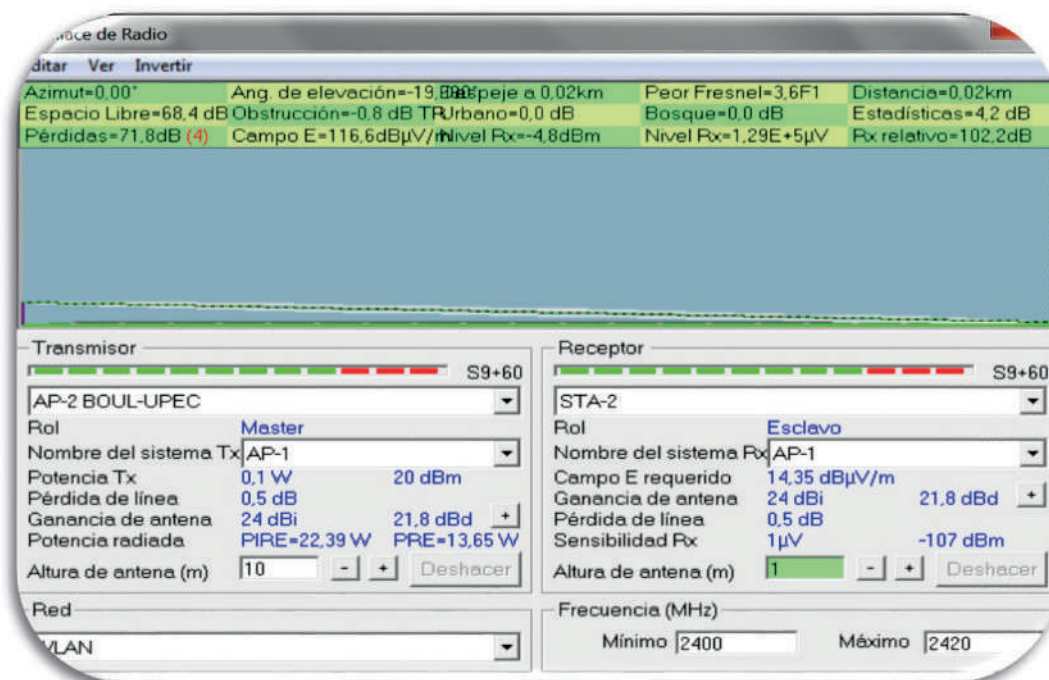 lace de Radio
ditar Ver Invertir
Azimut=0,00° Ang. de elevación=-19, a 0,02km Peor Fresnel=3,6F1 Distancia=0,02km
Espacio Libre=68,4 dB Obstrucción=-0,8 dB TR Urbano=0,0 dB Bosque=0,0 dB Estadísticas=4,2 dB
Pérdidas=71,8dB (4) Campo E=116,6dBµV/m Nivel Rx=-4,8dBm Nivel Rx=1,29E+5µV Rx relativo=102,2dB
Transmisor
S9+60
AP-2 BOUL-UPEC
Rol Master
Nombre del sistema Tx AP-1
Potencia Tx 0,1 W 20 dBm
Pérdida de línea 0,5 dB
Ganancia de antena 24 dBi 21,8 dBd +
Potencia radiada PIRE=22,39 W PRE=13,65 W
Altura de antena (m) 10 - + Deshacer
Receptor
S9+60
STA-2
Rol Esclavo
Nombre del sistema Rx AP-1
Campo E requerido 14,35 dBµV/m
Ganancia de antena 24 dBi 21,8 dBd +
Pérdida de línea 0,5 dB
Sensibilidad Rx 1µV -107 dBm
Altura de antena (m) 1 - + Deshacer
Red
VLAN
Frecuencia (MHz)
Mínimo 2400 Máximo 2420